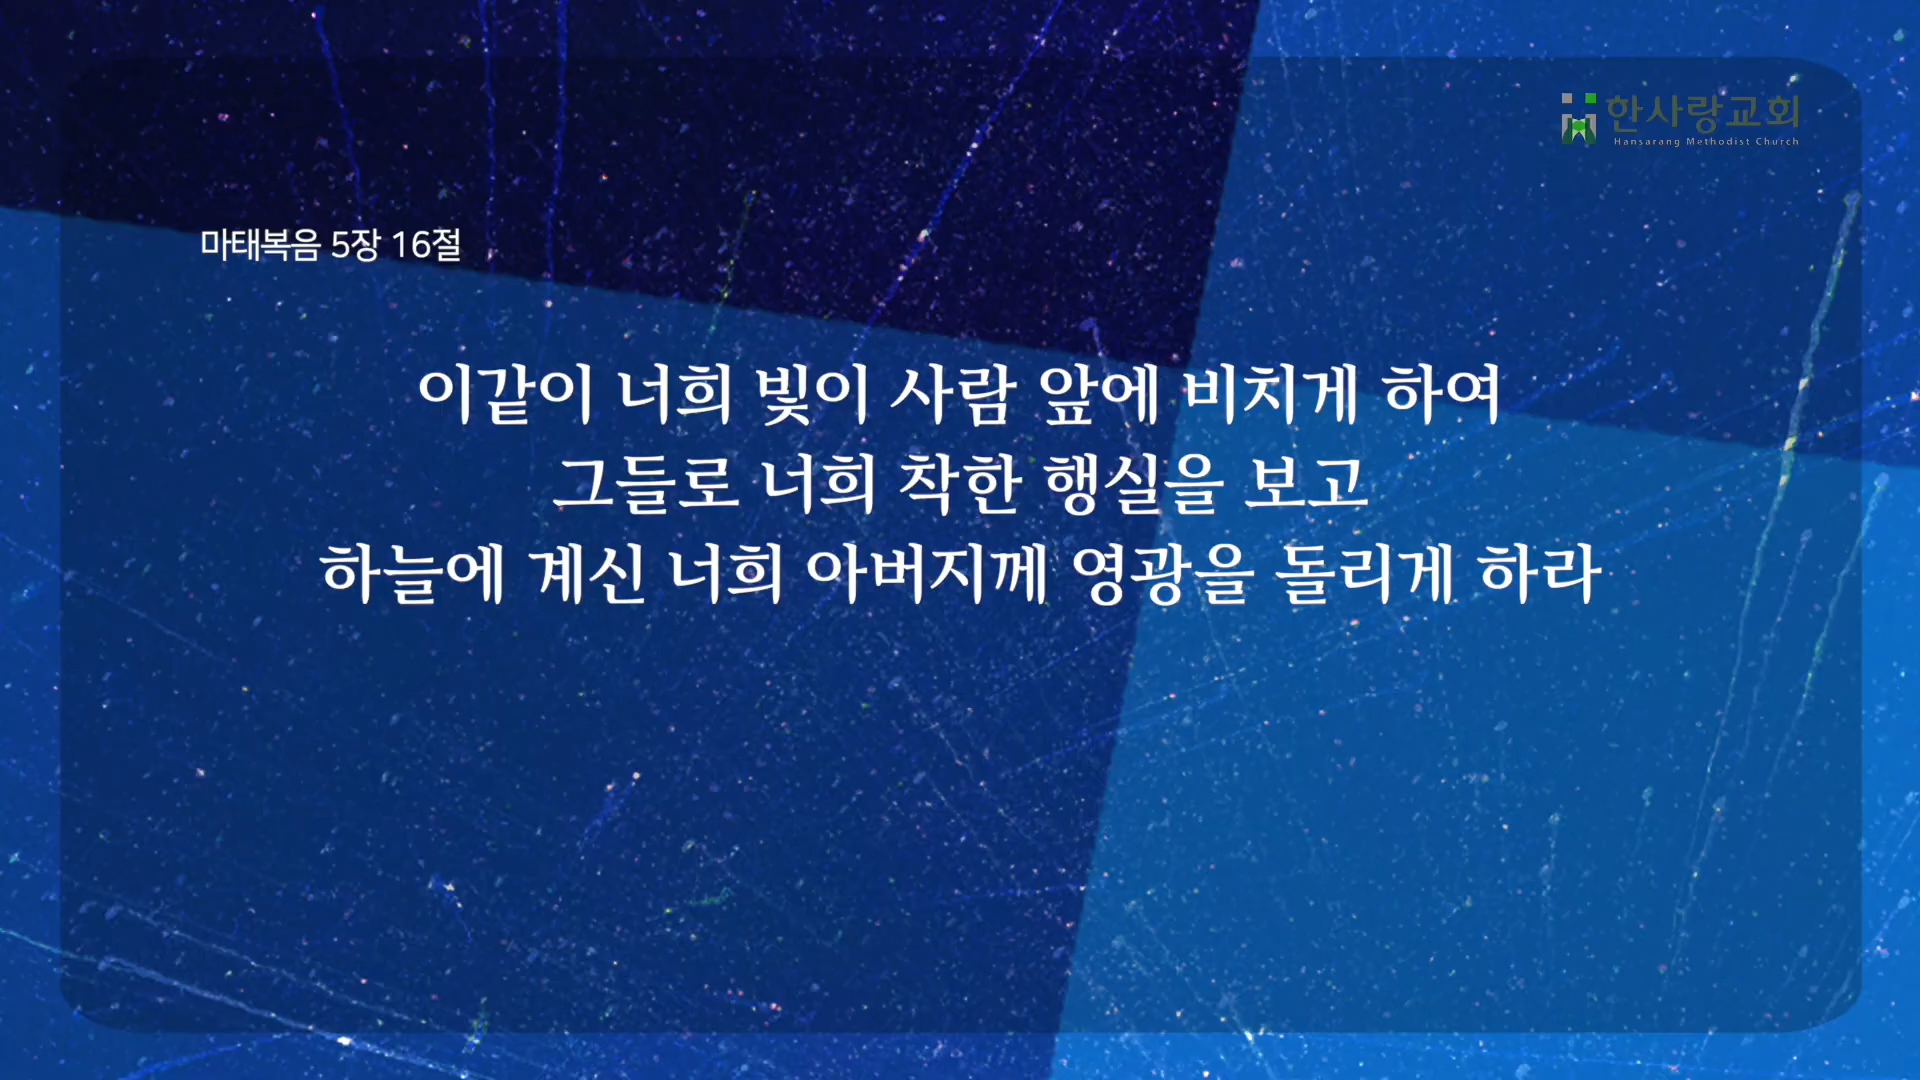 한사랑교회
Hansarang Methodist Church
마태복음 5장 16절
이같이 너희 빛이 사람 앞에 비치게 하여
그들로 너희 착한 행실을 보고
하늘에 계신 너희 아버지께 영광을 돌리게 하라